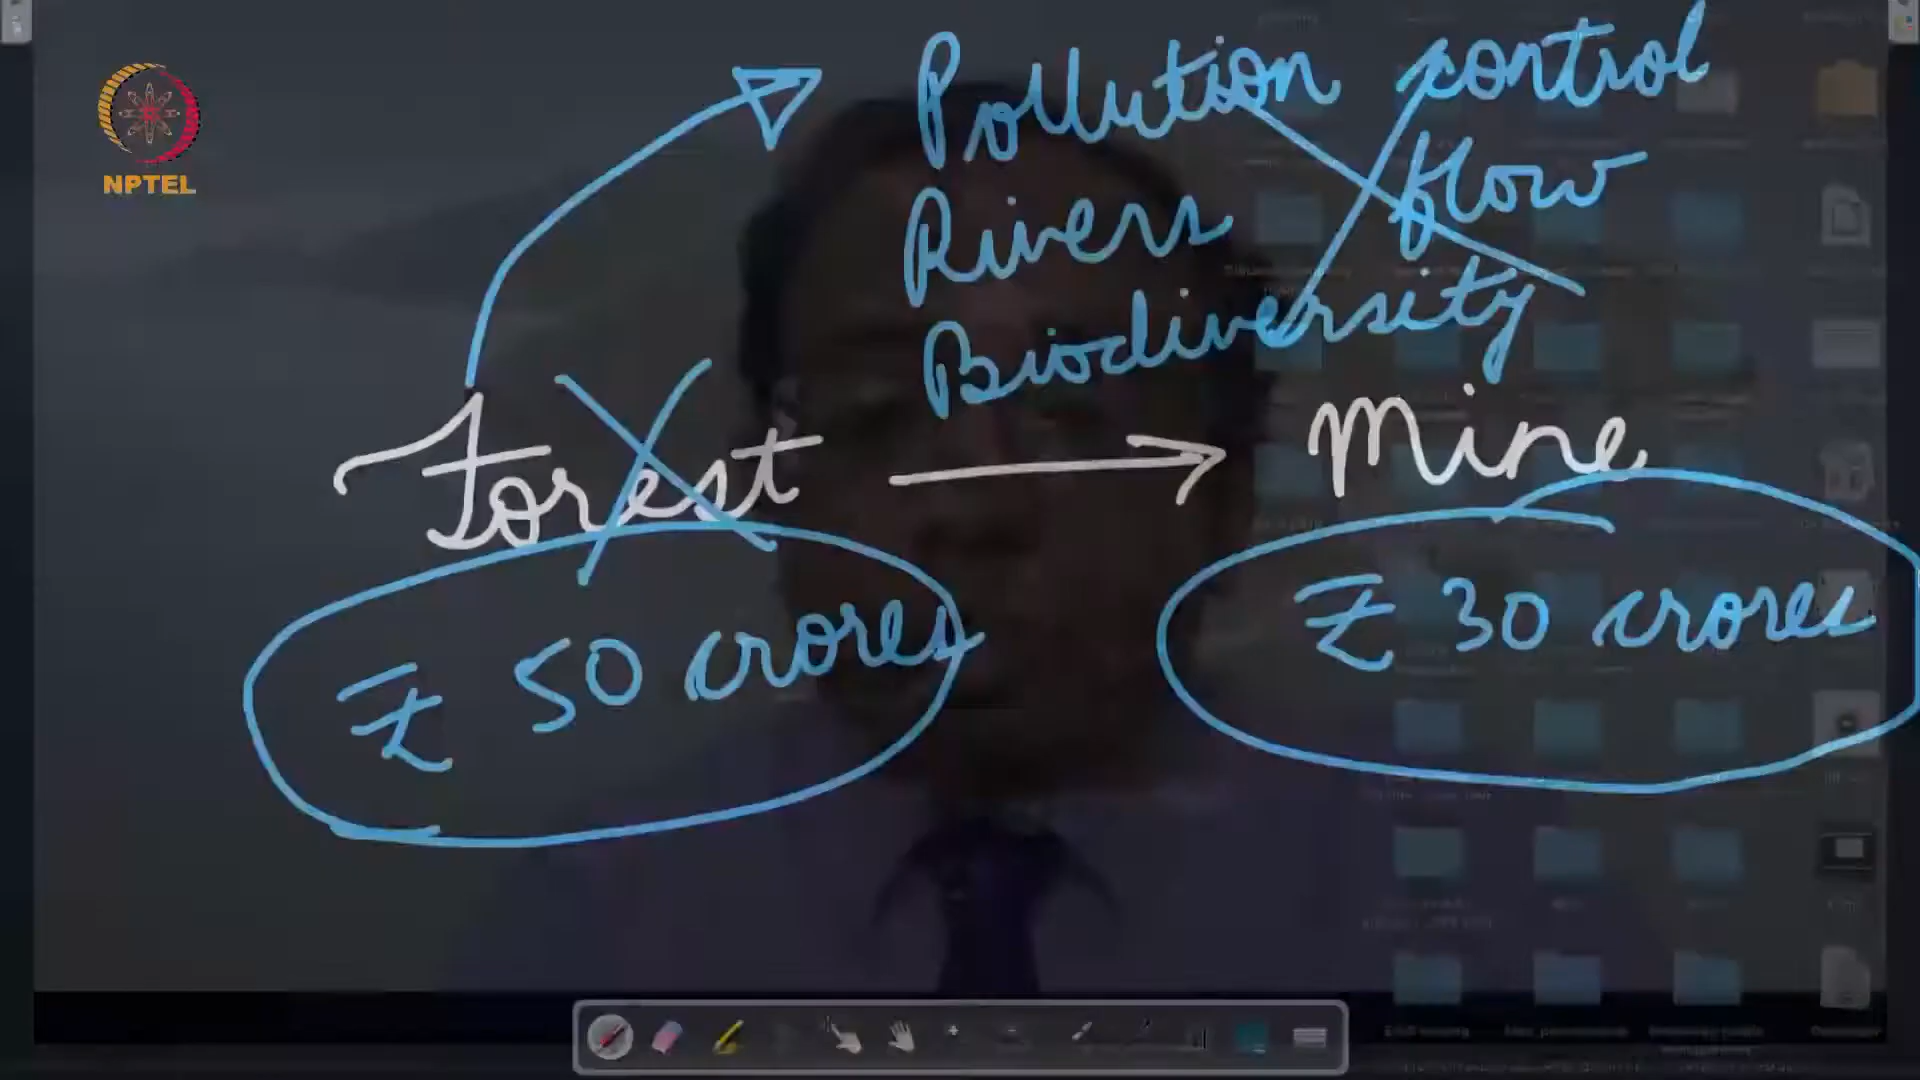 Pollution control
Rivers flow
Biodiversity
NPTEL
Forest → Mine
₹ 50 crores
₹ 30 crores